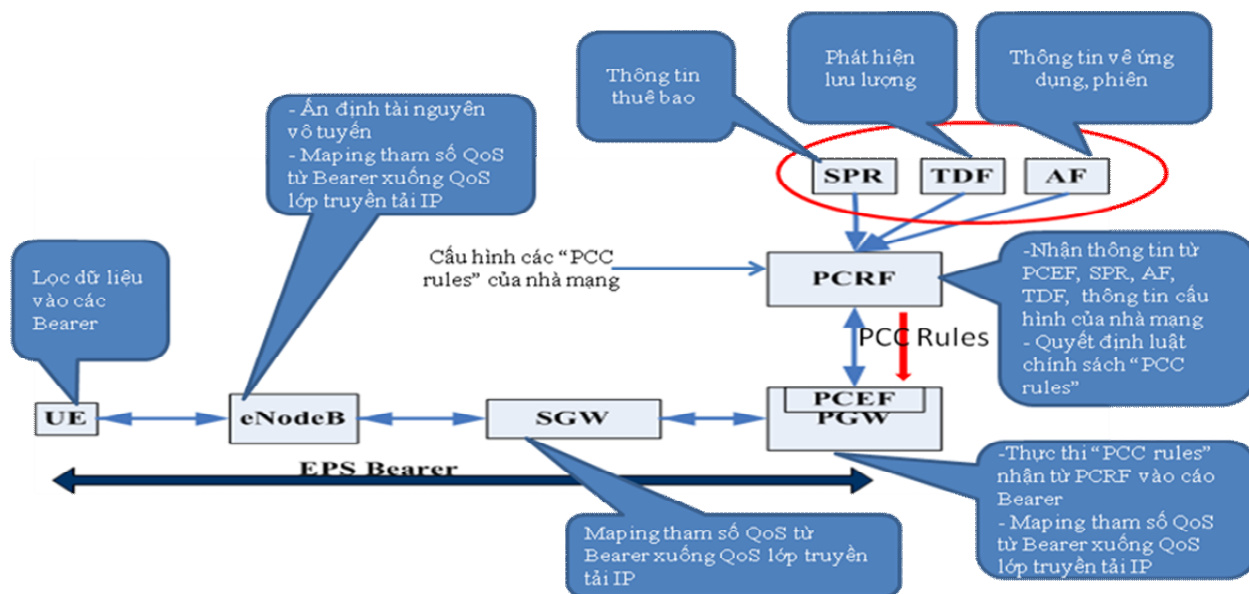 Thông tin
thuê bao
Phát hiện
lưu lượng
Thông tin về ứng
dụng, phiên
- Ấn định tài nguyên
vô tuyến
- Maping tham số QoS
từ Bearer xuống QoS
lớp truyền tải IP
SPR
TDF
AF
Lọc dữ liệu
vào các
Bearer
Cấu hình các “PCC
rules” của nhà mạng
PCRF
-Nhận thông tin từ
PCEF, SPR, AF,
TDF, thông tin cấu
hình của nhà mạng
- Quyết định luật
chính sách “PCC
rules”
PCC Rules
UE
eNodeB
SGW
PCEF
PGW
EPS Bearer
-Thực thi “PCC rules”
nhận từ PCRF vào cáo
Bearer
- Maping tham số QoS
từ Bearer xuống QoS
lớp truyền tải IP
Maping tham số QoS từ
Bearer xuống QoS lớp truyền
tải IP